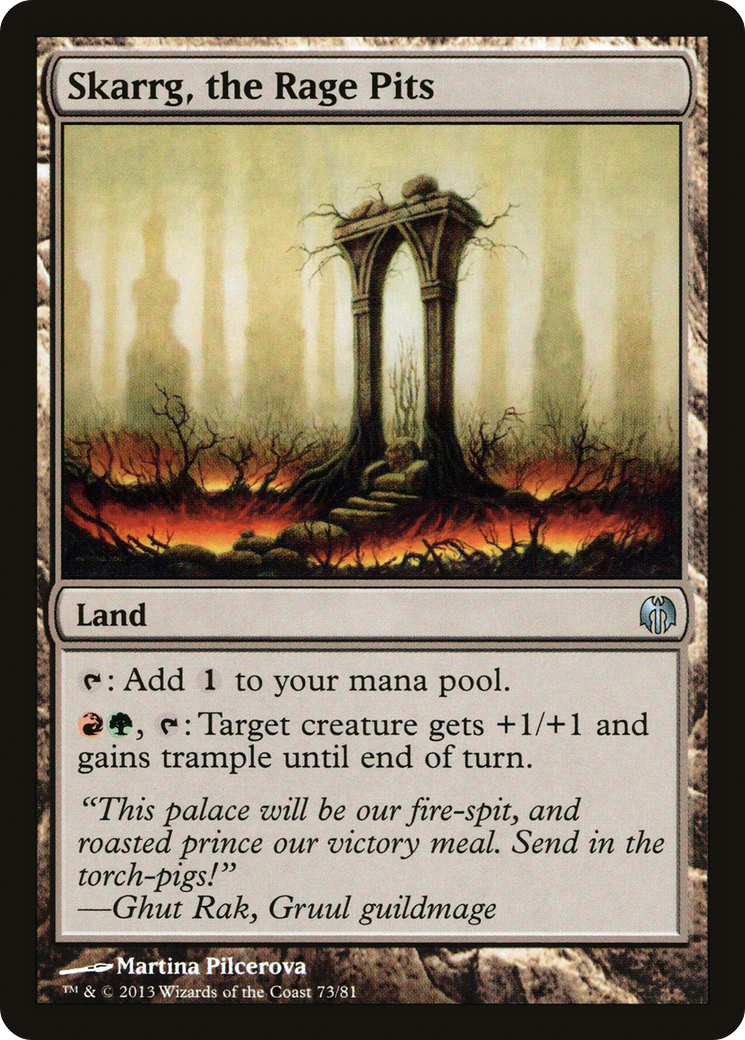 Skarrg, the Rage Pits
Land
: Add 1 to your mana pool.
, : Target creature gets +1/+1 and
gains trample until end of turn.
“This palace will be our fire-spit, and
roasted prince our victory meal. Send in the
torch-pigs!”
—Ghut Rak, Gruul guildmage
Martina Pilcerova
™ & © 2013 Wizards of the Coast 73/81